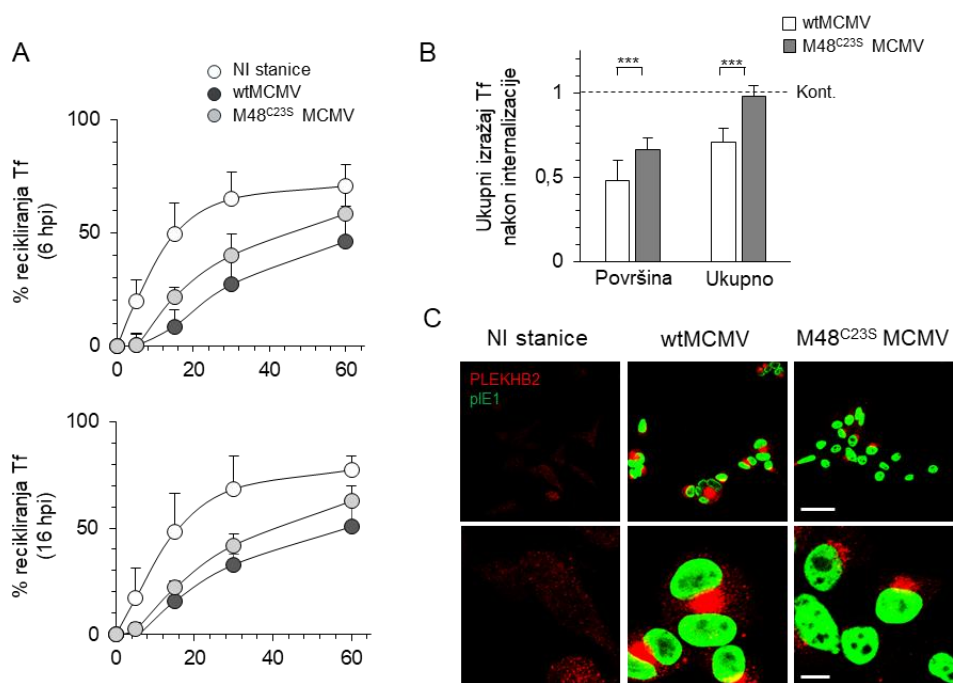 A
NI stanice
wtMCMV
M48C23S MCMV
% recikliranja Tf
(6 hpi)
100
50
0
0 20 40 60
% recikliranja Tf
(16 hpi)
100
50
0
0 20 40 60
B
wtMCMV
M48C23S MCMV
Ukupni izražaj Tf
nakon internalizacije
*** ***
1
0,5
0
Kont.
Površina Ukupno
C
NI stanice wtMCMV M48C23S MCMV
PLEKHB2
pIE1